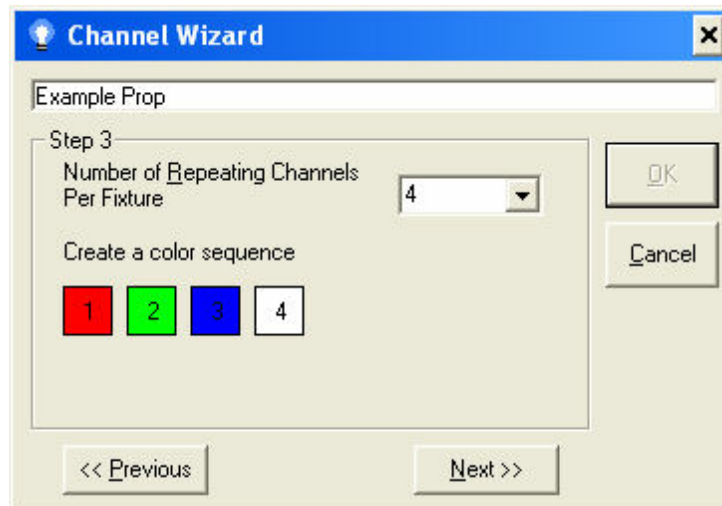 Channel Wizard
Example Prop
Step 3
Number of Repeating Channels
Per Fixture
4
OK
Create a color sequence
Cancel
1 2 3 4
<< Previous
Next >>